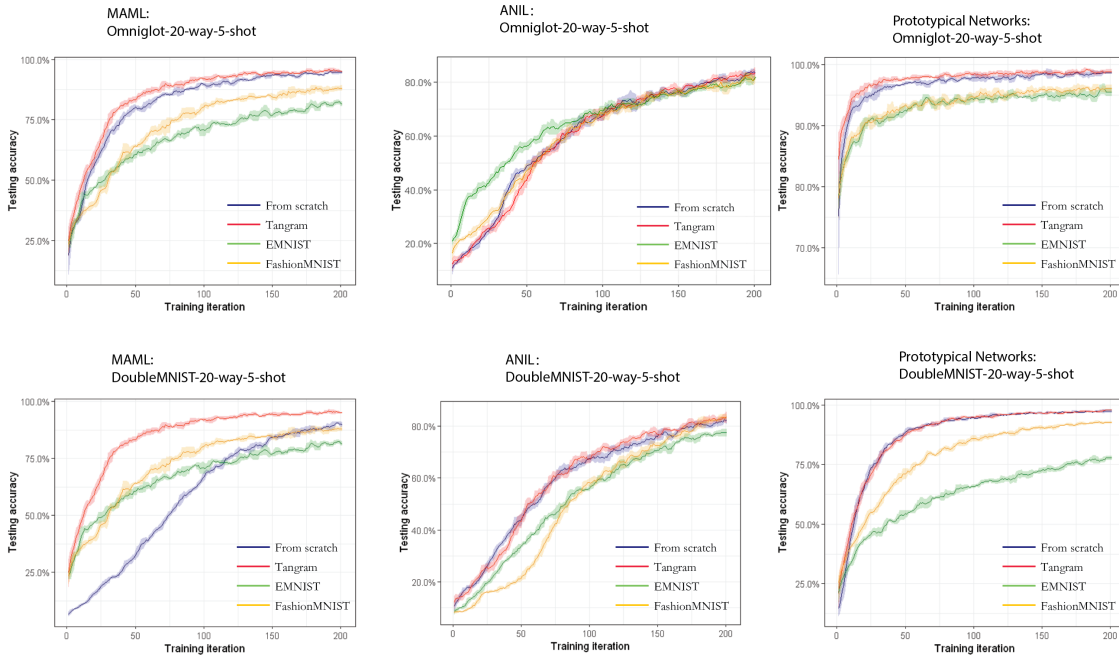 MAML:
Omniglot-20-way-5-shot
100.0%
75.0%
50.0%
25.0%
Testing accuracy
From scratch
Tangram
EMNIST
FashionMNIST
0 50 100 150 200
Training iteration
ANIL:
Omniglot-20-way-5-shot
80.0%
60.0%
40.0%
20.0%
Testing accuracy
From scratch
Tangram
EMNIST
FashionMNIST
0 50 100 150 200
Training iteration
Prototypical Networks:
Omniglot-20-way-5-shot
100.0%
90.0%
80.0%
70.0%
Testing accuracy
From scratch
Tangram
EMNIST
FashionMNIST
0 50 100 150 200
Training iteration
MAML:
DoubleMNIST-20-way-5-shot
100.0%
75.0%
50.0%
25.0%
Testing accuracy
From scratch
Tangram
EMNIST
FashionMNIST
0 50 100 150 200
Training iteration
ANIL:
DoubleMNIST-20-way-5-shot
80.0%
60.0%
40.0%
20.0%
Testing accuracy
From scratch
Tangram
EMNIST
FashionMNIST
0 50 100 150 200
Training iteration
Prototypical Networks:
DoubleMNIST-20-way-5-shot
100.0%
75.0%
50.0%
25.0%
Testing accuracy
From scratch
Tangram
EMNIST
FashionMNIST
0 50 100 150 200
Training iteration